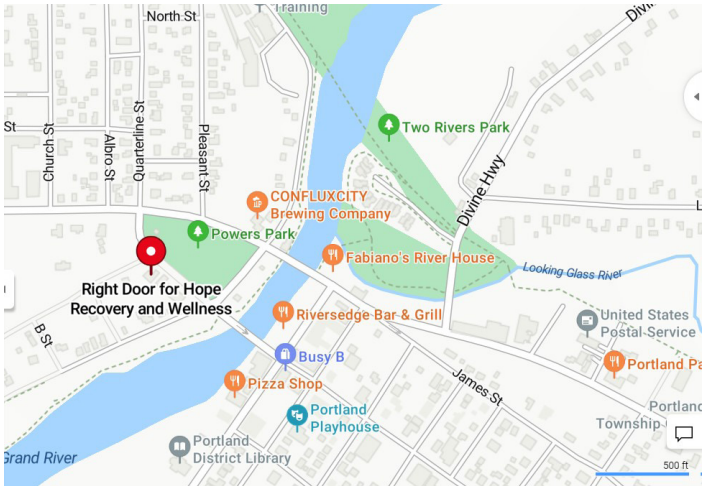 North St
Training
Divin
St
Church St
Albro St
Quarterline St
Pleasant St
Two Rivers Park
Divine Hwy
CONFLUXCITY
Brewing Company
Powers Park
Fabiano's River House
Looking Glass River
Right Door for Hope
Recovery and Wellness
Riversedge Bar & Grill
United States
Postal Service
B St
Busy B
Portland Pa
Pizza Shop
James St
Portland
Playhouse
Portland
Township
Portland
District Library
Grand River
500 ft